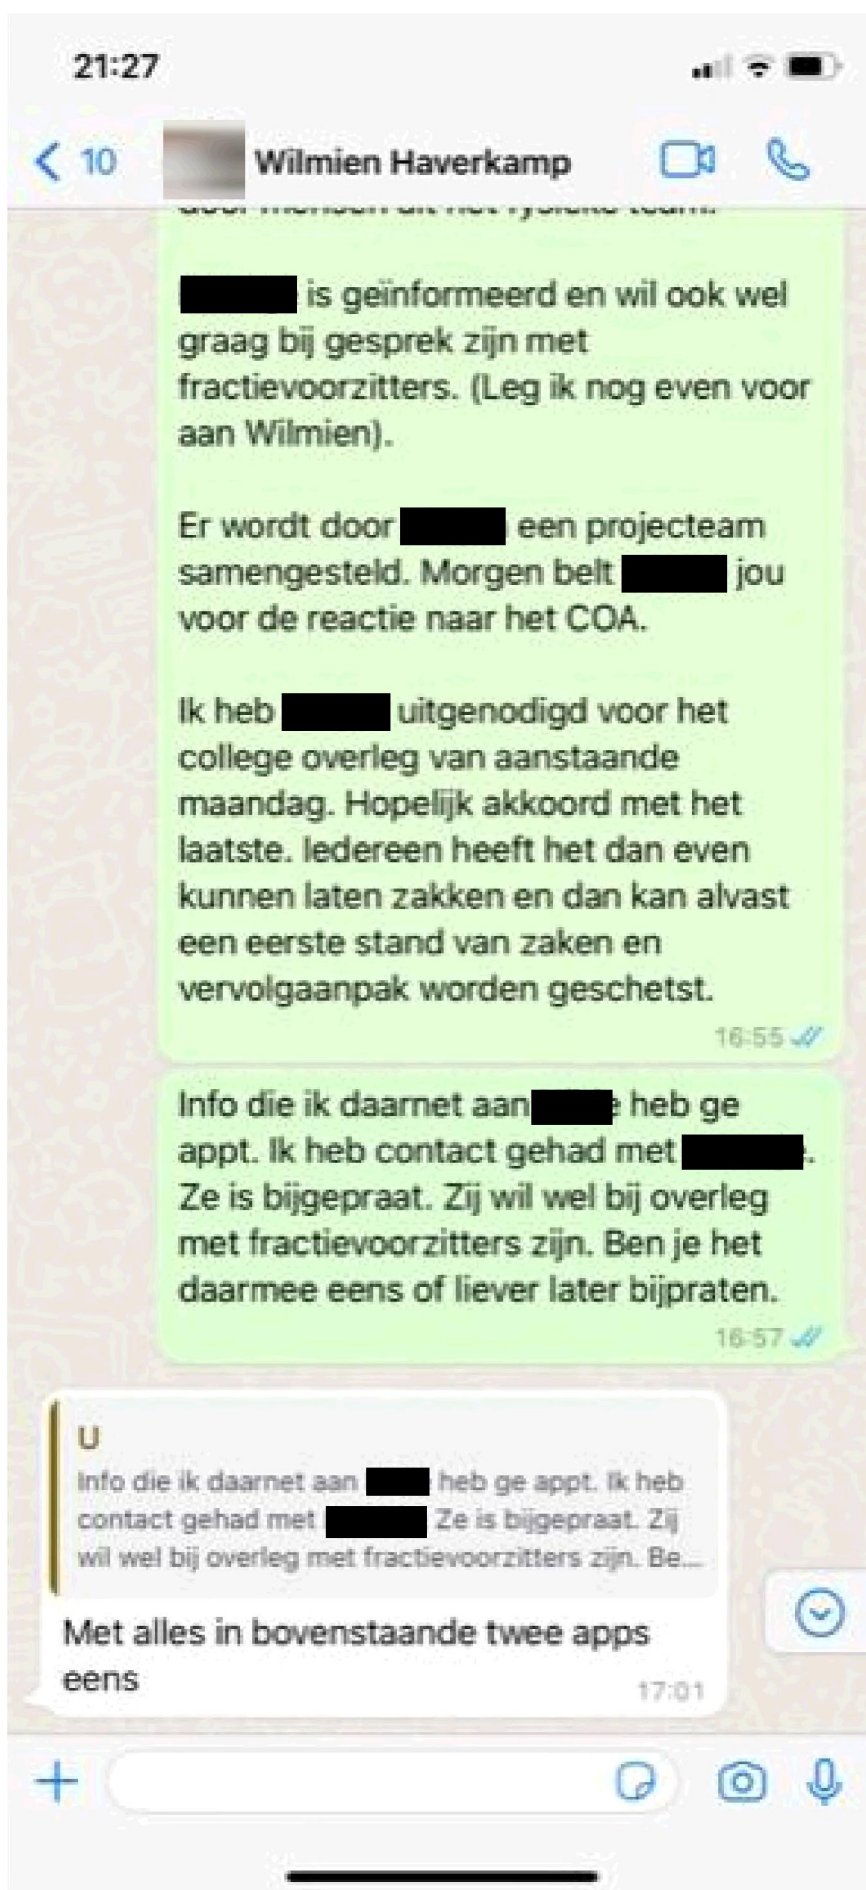 21:27
10
Wilmien Haverkamp
door mensen uit het fysieke team.
is geïnformeerd en wil ook wel
graag bij gesprek zijn met
fractievoorzitters. (Leg ik nog even voor
aan Wilmien).
Er wordt door een projecteam
samengesteld. Morgen belt jou
voor de reactie naar het COA.
Ik heb uitgenodigd voor het
college overleg van aanstaande
maandag. Hopelijk akkoord met het
laatste. Iedereen heeft het dan even
kunnen laten zakken en dan kan alvast
een eerste stand van zaken en
vervolgaanpak worden geschetst.
16:55
Info die ik daarnet aan heb ge
appt. Ik heb contact gehad met .
Ze is bijgepraat. Zij wil wel bij overleg
met fractievoorzitters zijn. Ben je het
daarmee eens of liever later bijpraten.
16:57
U
Info die ik daarnet aan heb ge appt. Ik heb
contact gehad met Ze is bijgepraat. Zij
wil wel bij overleg met fractievoorzitters zijn. Be...
Met alles in bovenstaande twee apps
eens
17:01